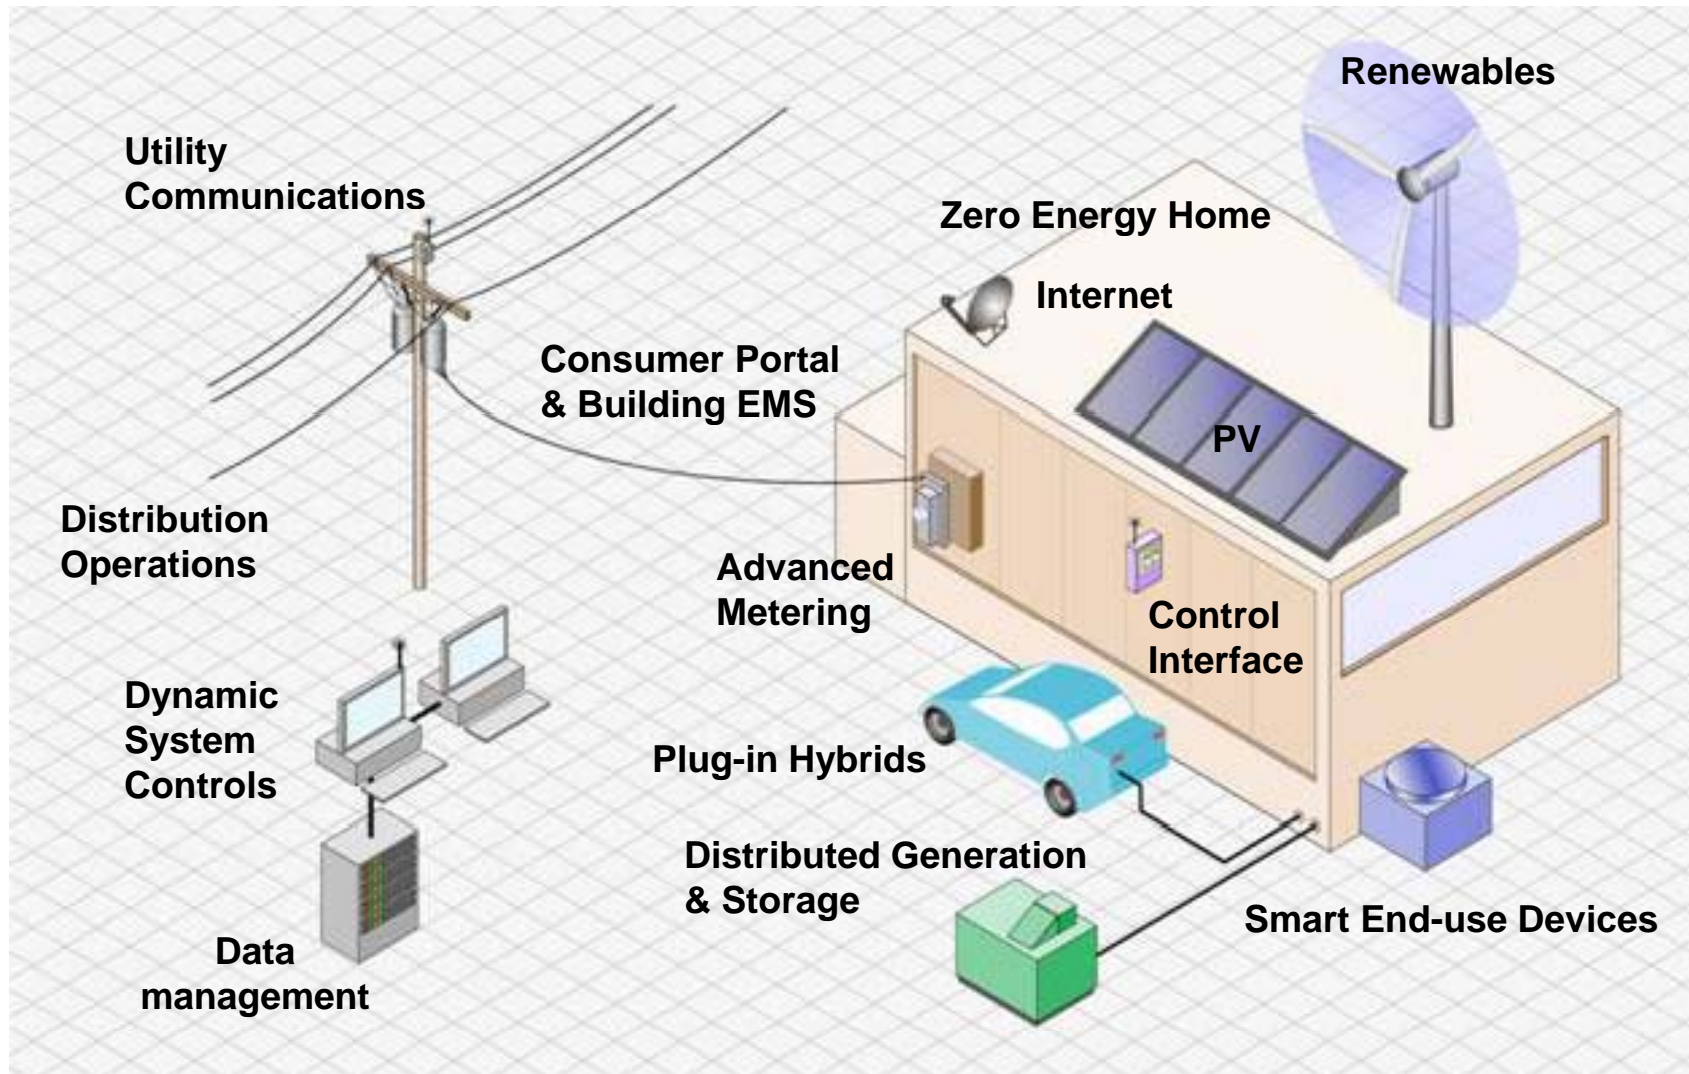 Renewables
Utility
Communications
Zero Energy Home
Internet
Consumer Portal
& Building EMS
PV
Distribution
Operations
Advanced
Metering
Control
Interface
Dynamic
System
Controls
Plug-in Hybrids
Distributed Generation
& Storage
Smart End-use Devices
Data
management